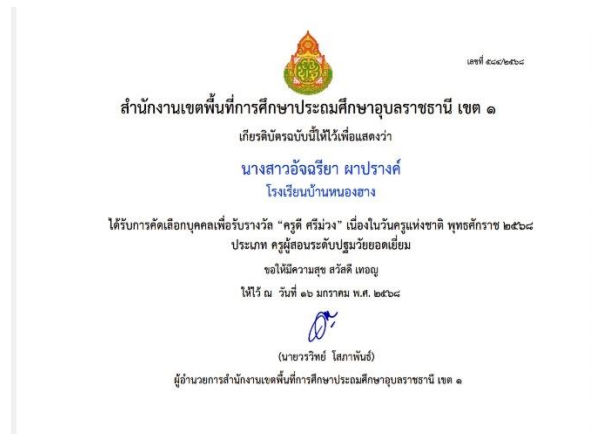 เลขที่ ๕๘๙/๒๕๖๘
สำนักงานเขตพื้นที่การศึกษาประถมศึกษาอุบลราชธานี เขต ๑
เกียรติบัตรฉบับนี้ให้ไว้เพื่อแสดงว่า
นางสาวอัจฉรียา ผาปรางค์
โรงเรียนบ้านหนองฮาง
ได้รับการคัดเลือกบุคคลเพื่อรับรางวัล “ครูดี ศรีม่วง” เนื่องในวันครูแห่งชาติ พุทธศักราช ๒๕๖๘
ประเภท ครูผู้สอนระดับปฐมวัยยอดเยี่ยม
ขอให้มีความสุข สวัสดี เทอญ
ให้ไว้ ณ วันที่ ๑๖ มกราคม พ.ศ. ๒๕๖๘
(นายวรวิทย์ โสภาพันธ์)
ผู้อำนวยการสำนักงานเขตพื้นที่การศึกษาประถมศึกษาอุบลราชธานี เขต ๑